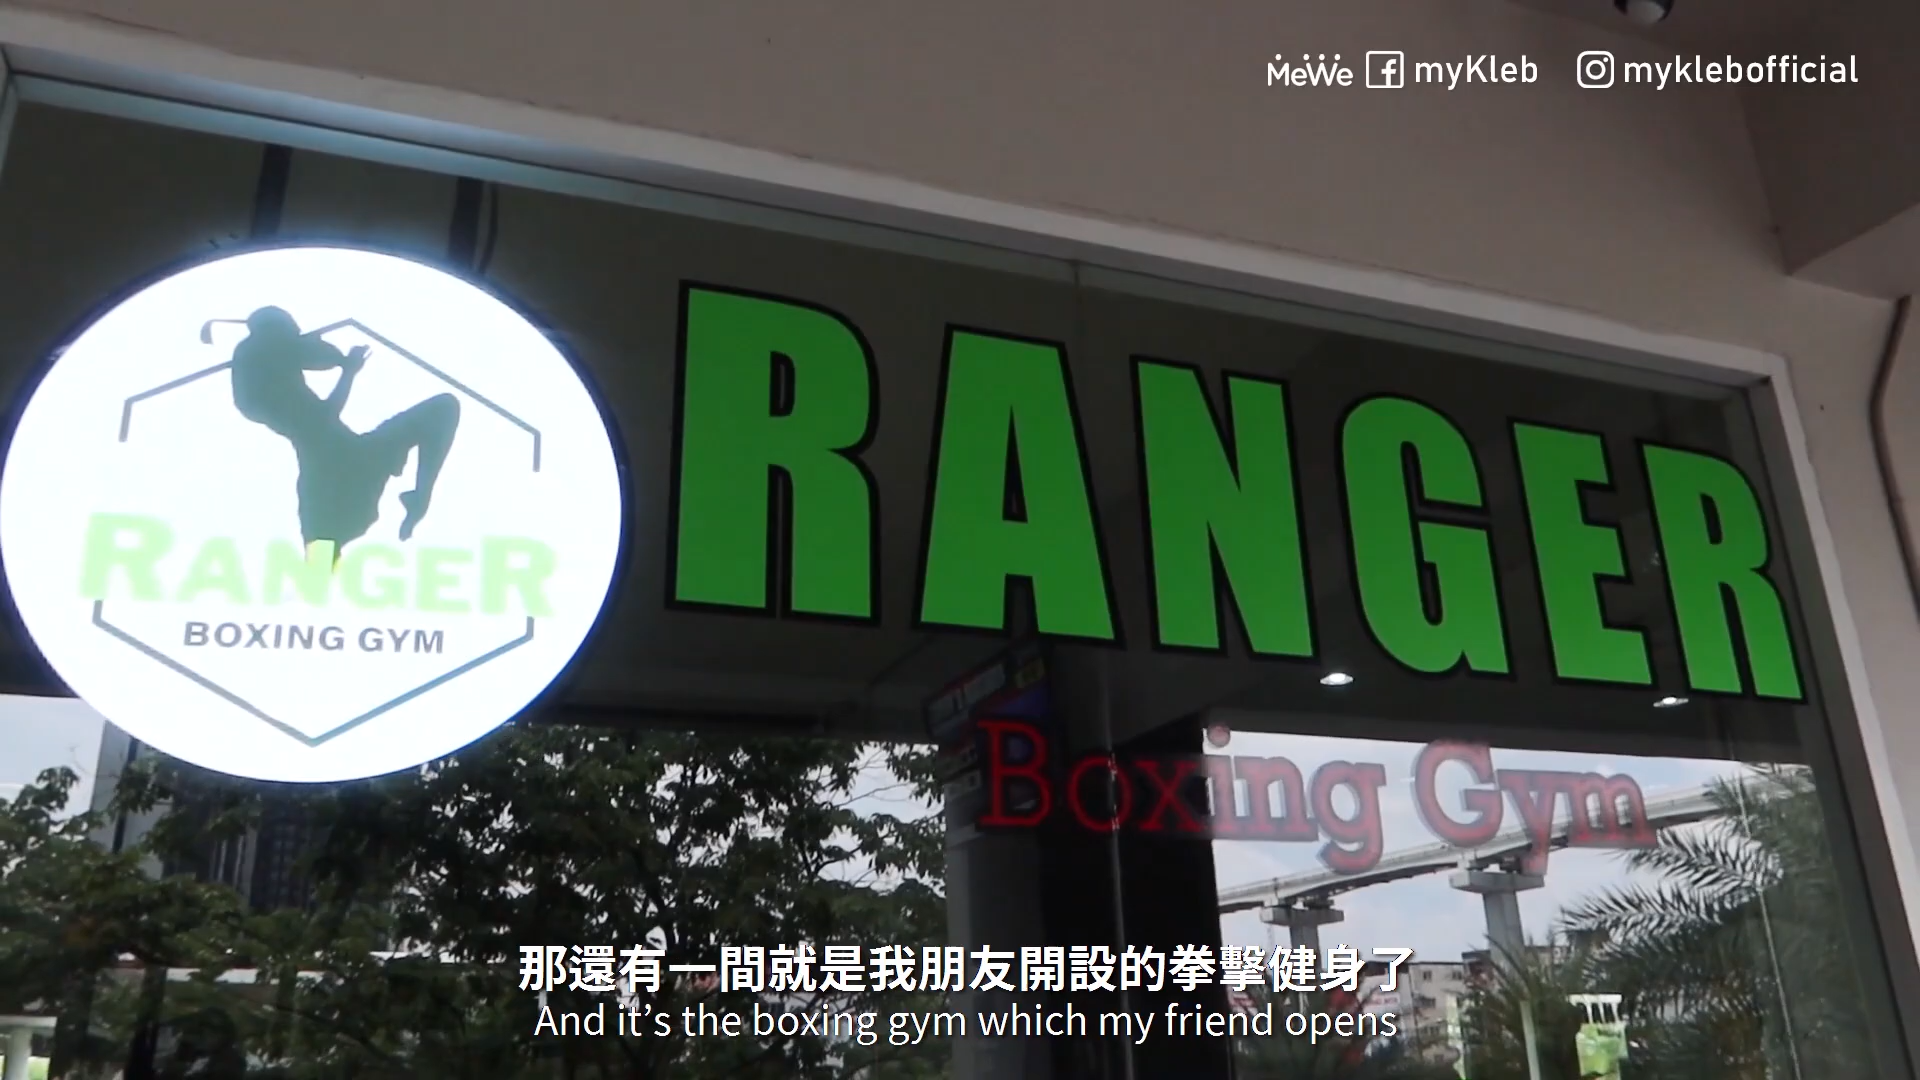 MeWe myKleb myklebofficial
RANGER
BOXING GYM
RANGER
Boxing Gym
那還有一間就是我朋友開設的拳擊健身了
And it's the boxing gym which my friend opens